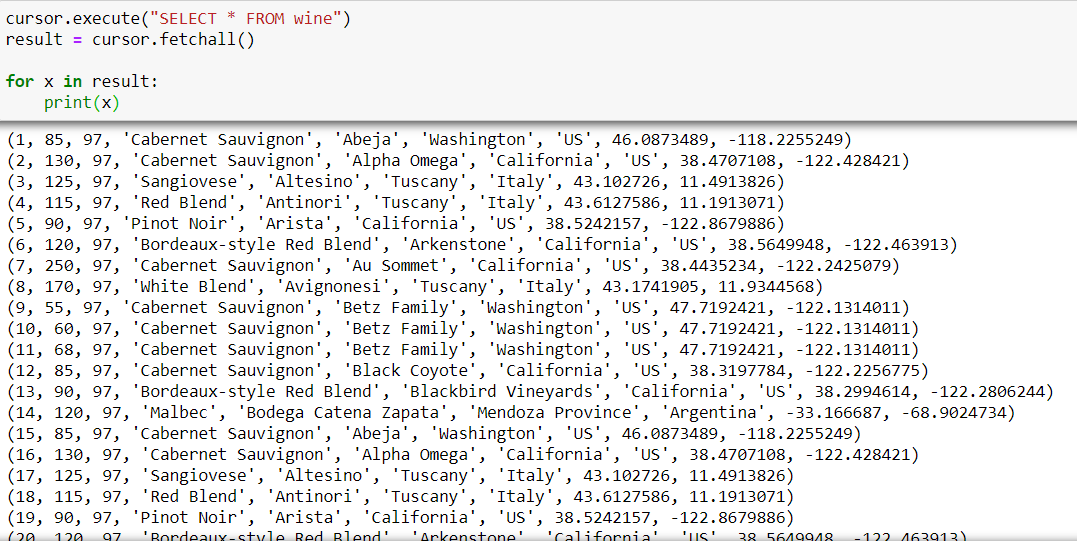 cursor.execute("SELECT * FROM wine")
result = cursor.fetchall()
for x in result:
    print(x)
(1, 85, 97, 'Cabernet Sauvignon', 'Abeja', 'Washington', 'US', 46.0873489, -118.2255249)
(2, 130, 97, 'Cabernet Sauvignon', 'Alpha Omega', 'California', 'US', 38.4707108, -122.428421)
(3, 125, 97, 'Sangiovese', 'Altesino', 'Tuscany', 'Italy', 43.102726, 11.4913826)
(4, 115, 97, 'Red Blend', 'Antinori', 'Tuscany', 'Italy', 43.6127586, 11.1913071)
(5, 90, 97, 'Pinot Noir', 'Arista', 'California', 'US', 38.5242157, -122.8679886)
(6, 120, 97, 'Bordeaux-style Red Blend', 'Arkenstone', 'California', 'US', 38.5649948, -122.463913)
(7, 250, 97, 'Cabernet Sauvignon', 'Au Sommet', 'California', 'US', 38.4435234, -122.2425079)
(8, 170, 97, 'White Blend', 'Avignonesi', 'Tuscany', 'Italy', 43.1741905, 11.9344568)
(9, 55, 97, 'Cabernet Sauvignon', 'Betz Family', 'Washington', 'US', 47.7192421, -122.1314011)
(10, 60, 97, 'Cabernet Sauvignon', 'Betz Family', 'Washington', 'US', 47.7192421, -122.1314011)
(11, 68, 97, 'Cabernet Sauvignon', 'Betz Family', 'Washington', 'US', 47.7192421, -122.1314011)
(12, 85, 97, 'Cabernet Sauvignon', 'Black Coyote', 'California', 'US', 38.3197784, -122.2256775)
(13, 90, 97, 'Bordeaux-style Red Blend', 'Blackbird Vineyards', 'California', 'US', 38.2994614, -122.2806244)
(14, 120, 97, 'Malbec', 'Bodega Catena Zapata', 'Mendoza Province', 'Argentina', -33.166687, -68.9024734)
(15, 85, 97, 'Cabernet Sauvignon', 'Abeja', 'Washington', 'US', 46.0873489, -118.2255249)
(16, 130, 97, 'Cabernet Sauvignon', 'Alpha Omega', 'California', 'US', 38.4707108, -122.428421)
(17, 125, 97, 'Sangiovese', 'Altesino', 'Tuscany', 'Italy', 43.102726, 11.4913826)
(18, 115, 97, 'Red Blend', 'Antinori', 'Tuscany', 'Italy', 43.6127586, 11.1913071)
(19, 90, 97, 'Pinot Noir', 'Arista', 'California', 'US', 38.5242157, -122.8679886)
(20, 120, 97, 'Bordeaux-style Red Blend', 'Arkenstone', 'California', 'US', 38.5649948, -122.463913)